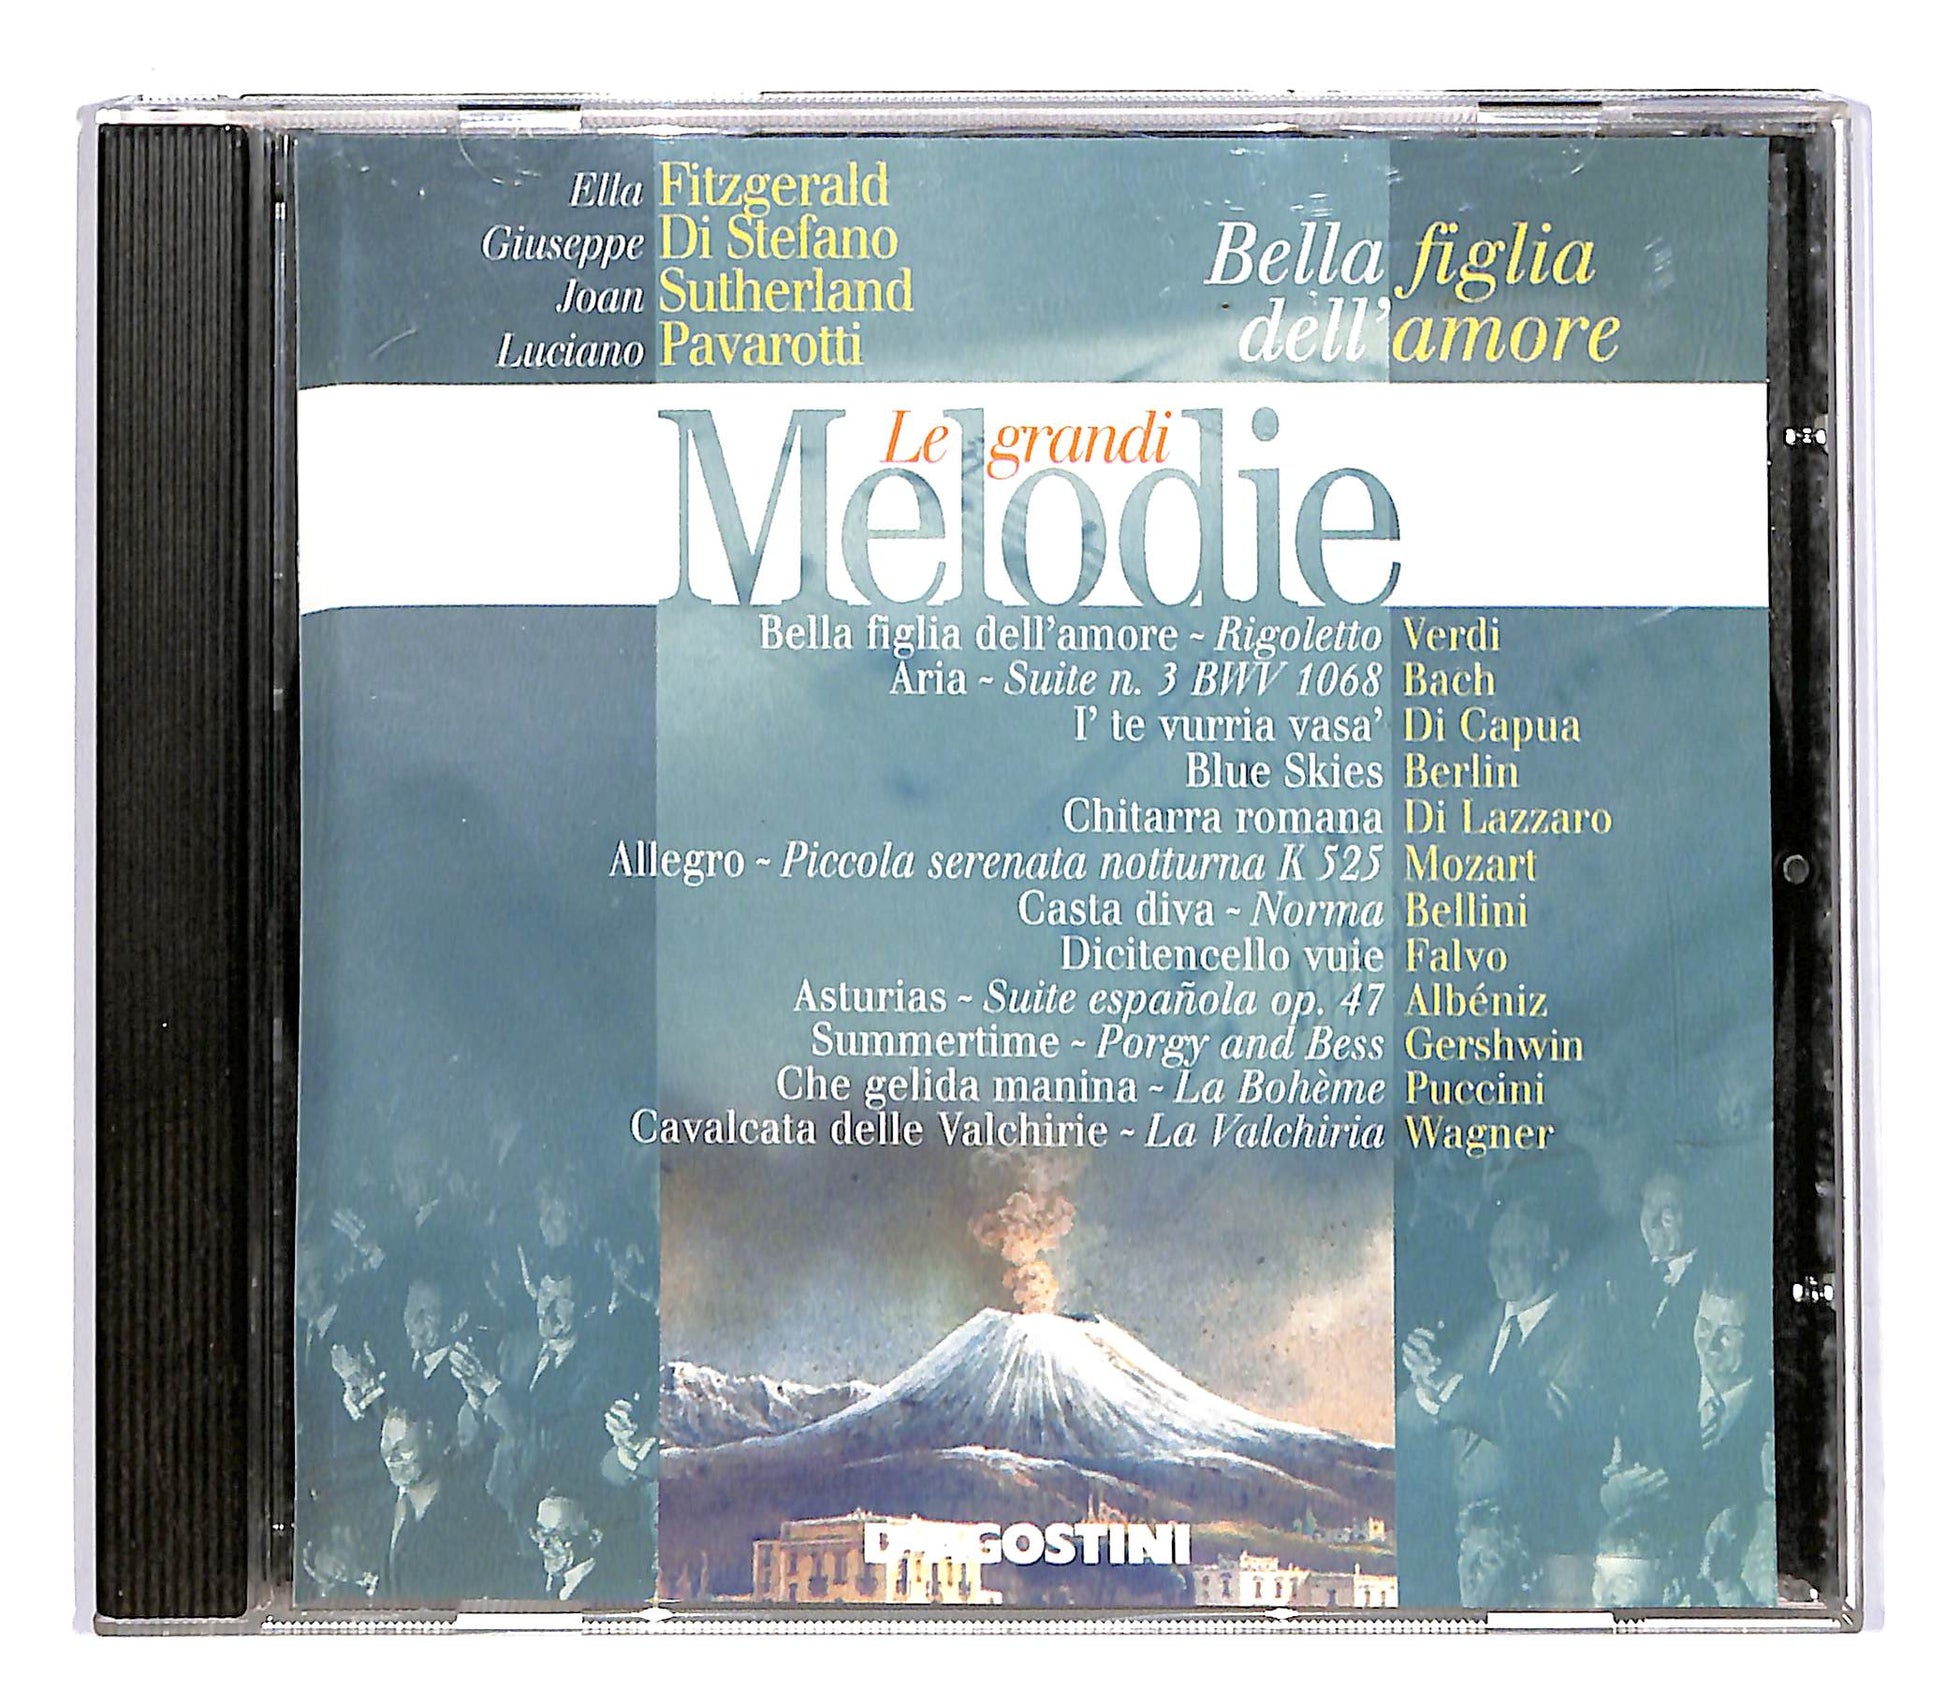 Ella Fitzgerald
Giuseppe Di Stefano
Joan Sutherland
Luciano Pavarotti
Bella figlia
dell'amore
Le grandi
Melodie
Bella figlia dell'amore ~ Rigoletto Verdi
Aria ~ Suite n. 3 BWV 1068 Bach
I' te vurria vasa' Di Capua
Blue Skies Berlin
Chitarra romana Di Lazzaro
Allegro ~ Piccola serenata notturna K 525 Mozart
Casta diva ~ Norma Bellini
Dicitencello vuie Falvo
Asturias ~ Suite española op. 47 Albéniz
Summertime ~ Porgy and Bess Gershwin
Che gelida manina ~ La Bohème Puccini
Cavalcata delle Valchirie ~ La Valchiria Wagner
DeAGOSTINI